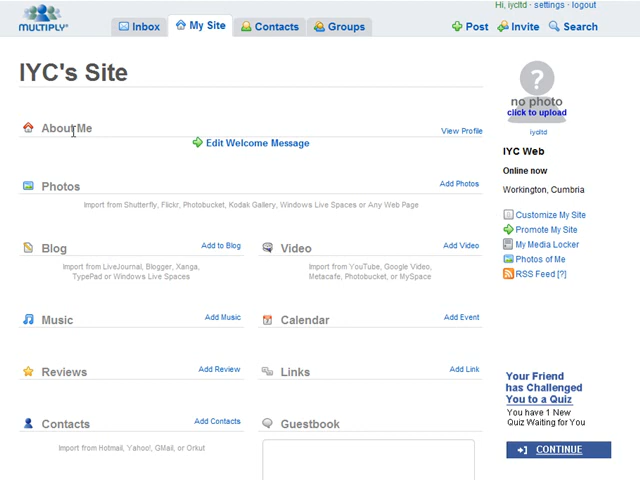 Hi, iycltd · settings · logout
MULTIPLY
Inbox
My Site
Contacts
Groups
Post
Invite
Search
IYC's Site
no photo
click to upload
iycltd
About Me
View Profile
Edit Welcome Message
IYC Web
Online now
Workington, Cumbria
Photos
Add Photos
Import from Shutterfly, Flickr, Photobucket, Kodak Gallery, Windows Live Spaces or Any Web Page
Customize My Site
Promote My Site
My Media Locker
Photos of Me
RSS Feed [?]
Blog
Add to Blog
Import from LiveJournal, Blogger, Xanga,
TypePad or Windows Live Spaces
Video
Add Video
Import from YouTube, Google Video,
Metacafe, Photobucket, or MySpace
Music
Add Music
Calendar
Add Event
Reviews
Add Review
Links
Add Link
Contacts
Add Contacts
Import from Hotmail, Yahoo!, GMail, or Orkut
Guestbook
Your Friend
has Challenged
You to a Quiz
You have 1 New
Quiz Waiting for You
CONTINUE